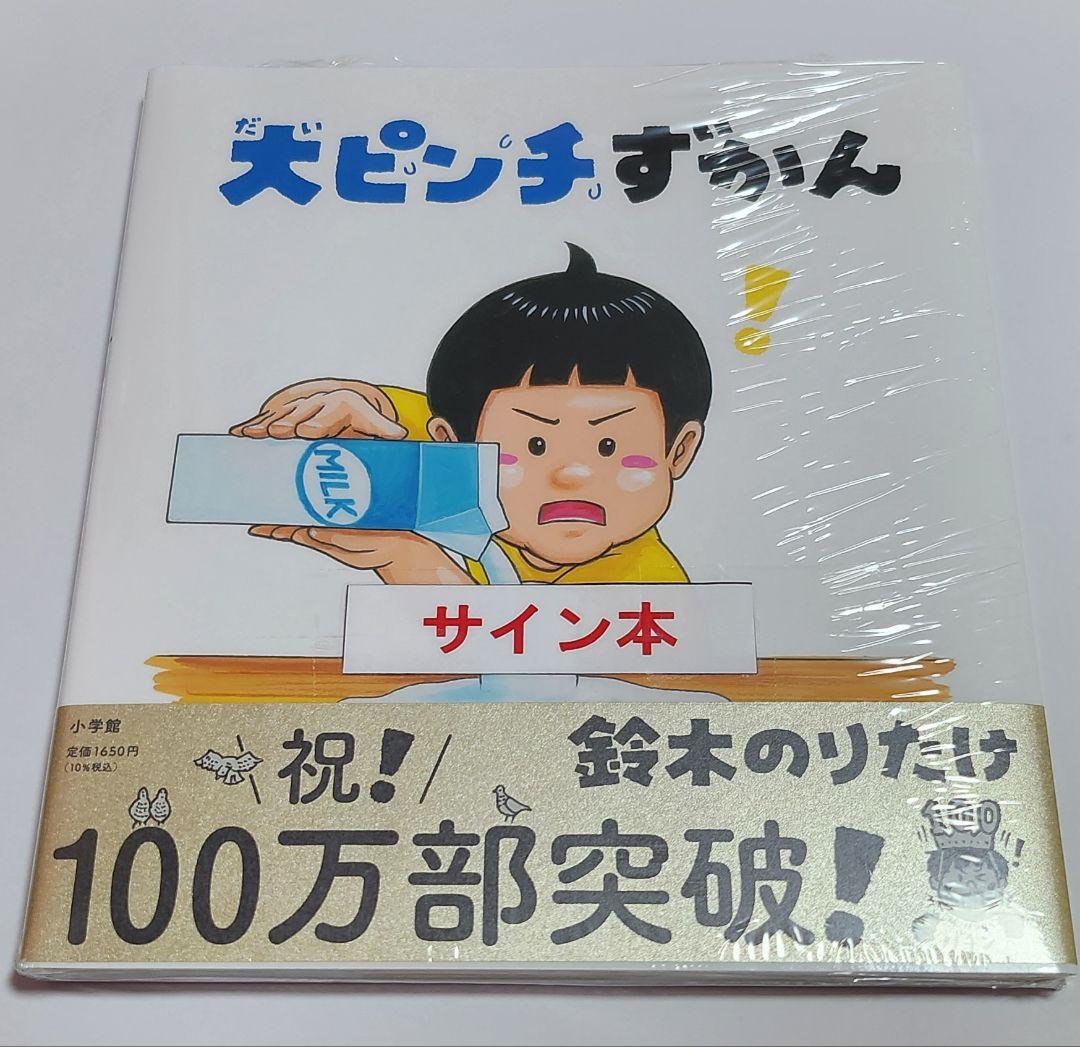 だい
大ピンチずかん
!
MILK
サイン本
小学館
定価1650円
(10%税込)
祝!
鈴木のりたけ
100
!
100万部突破!